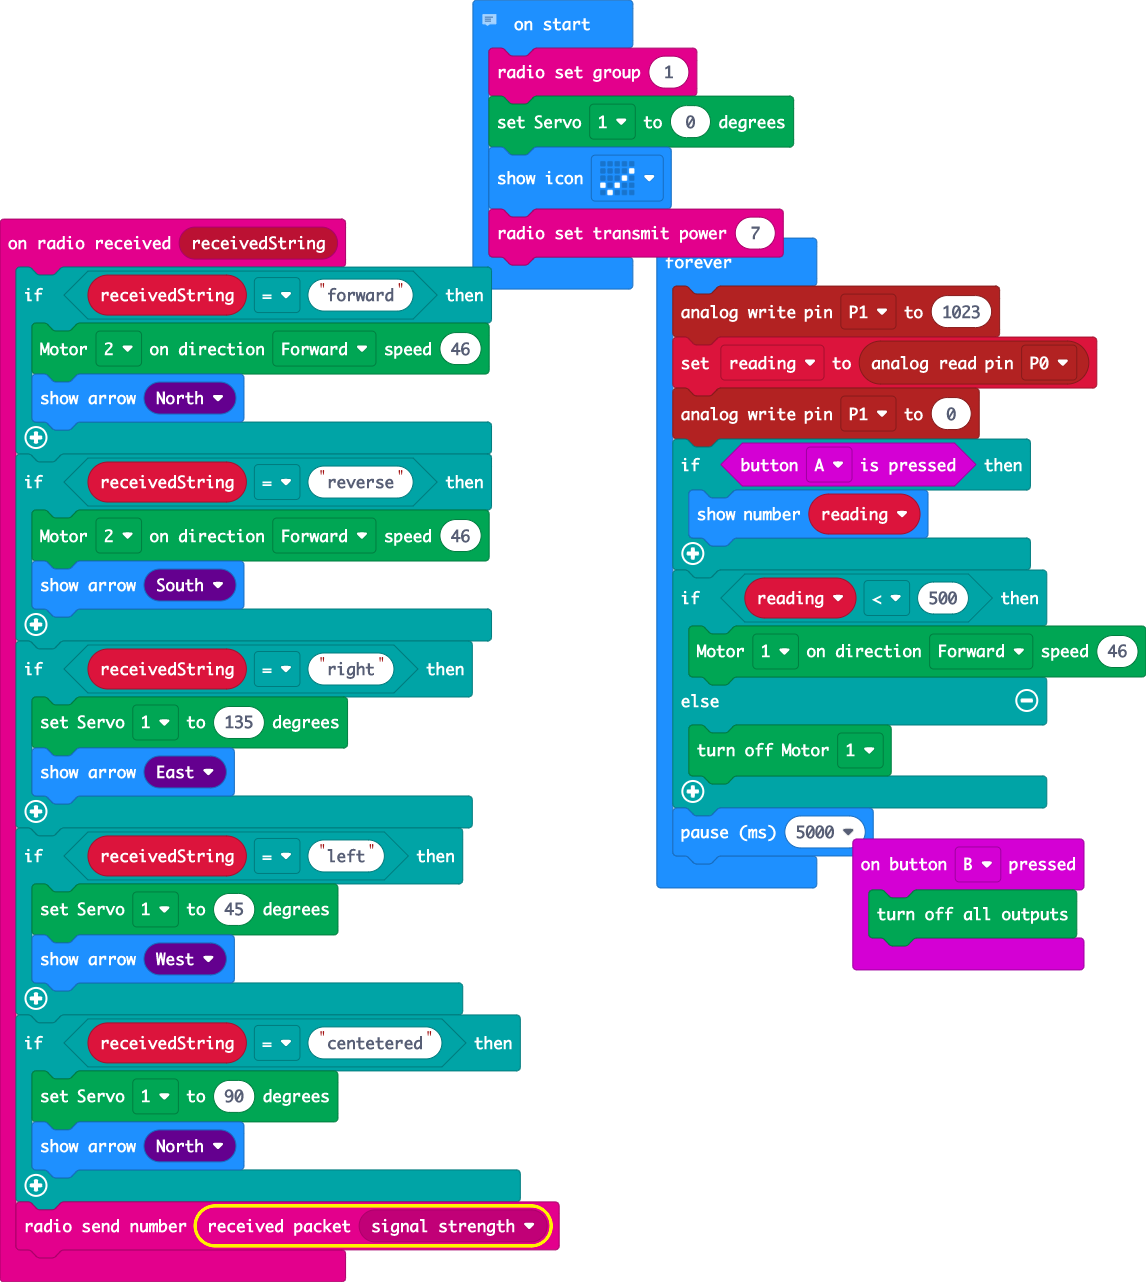 on start
radio set group 1
set Servo 1 to 0 degrees
show icon
radio set transmit power 7
on radio received receivedString
if receivedString = "forward" then
Motor 2 on direction Forward speed 46
show arrow North
if receivedString = "reverse" then
Motor 2 on direction Forward speed 46
show arrow South
if receivedString = "right" then
set Servo 1 to 135 degrees
show arrow East
if receivedString = "left" then
set Servo 1 to 45 degrees
show arrow West
if receivedString = "centetered" then
set Servo 1 to 90 degrees
show arrow North
radio send number received packet signal strength
forever
analog write pin P1 to 1023
set reading to analog read pin P0
analog write pin P1 to 0
if button A is pressed then
show number reading
if reading < 500 then
Motor 1 on direction Forward speed 46
else
turn off Motor 1
pause (ms) 5000
on button B pressed
turn off all outputs